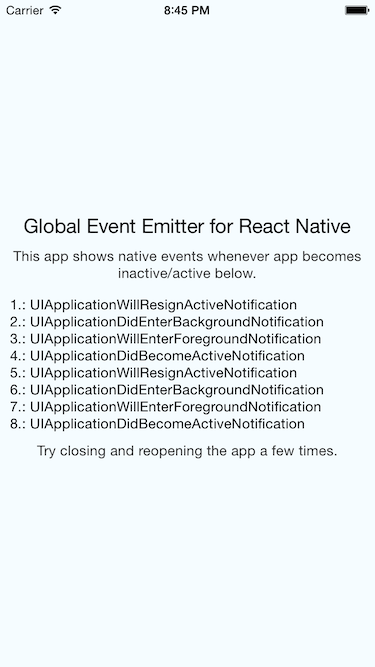 Carrier 8:45 PM
Global Event Emitter for React Native
This app shows native events whenever app becomes
inactive/active below.
1.: UIApplicationWillResignActiveNotification
2.: UIApplicationDidEnterBackgroundNotification
3.: UIApplicationWillEnterForegroundNotification
4.: UIApplicationDidBecomeActiveNotification
5.: UIApplicationWillResignActiveNotification
6.: UIApplicationDidEnterBackgroundNotification
7.: UIApplicationWillEnterForegroundNotification
8.: UIApplicationDidBecomeActiveNotification
Try closing and reopening the app a few times.